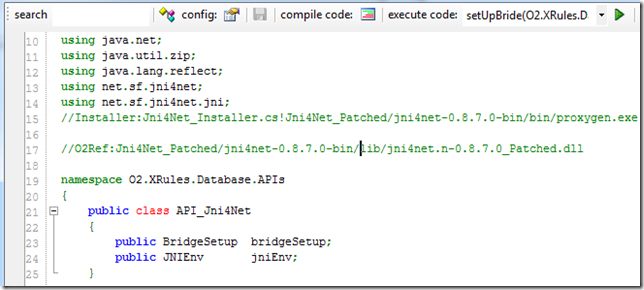 search config: compile code: execute code: setUpBride(O2.XRules.D.
10 using java.net;
11 using java.util.zip;
12 using java.lang.reflect;
13 using net.sf.jni4net;
14 using net.sf.jni4net.jni;
15 //Installer:Jni4Net_Installer.cs!Jni4Net_Patched/jni4net-0.8.7.0-bin/bin/proxygen.exe
16
17 //O2Ref:Jni4Net_Patched/jni4net-0.8.7.0-bin/lib/jni4net.n-0.8.7.0_Patched.dll
18
19 namespace O2.XRules.Database.APIs
20 {
21 public class API_Jni4Net
22 {
23 public BridgeSetup bridgeSetup;
24 public JNIEnv jniEnv;
25 }